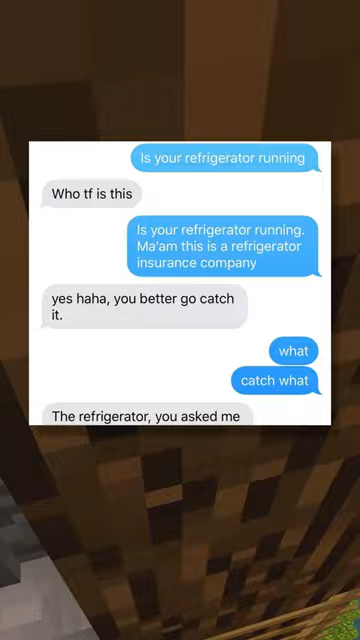 Is your refrigerator running
Who tf is this
Is your refrigerator running.
Ma’am this is a refrigerator
insurance company
yes haha, you better go catch
it.
what
catch what
The refrigerator, you asked me